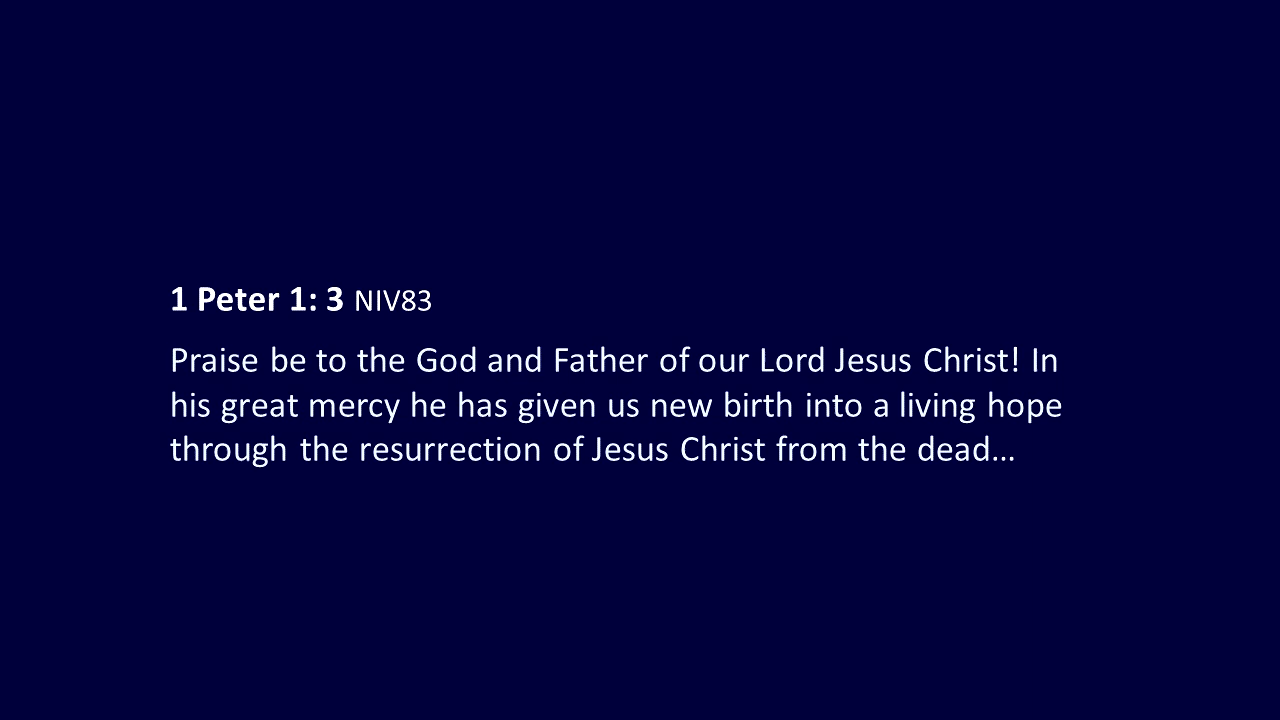 1 Peter 1: 3 NIV83
Praise be to the God and Father of our Lord Jesus Christ! In
his great mercy he has given us new birth into a living hope
through the resurrection of Jesus Christ from the dead…